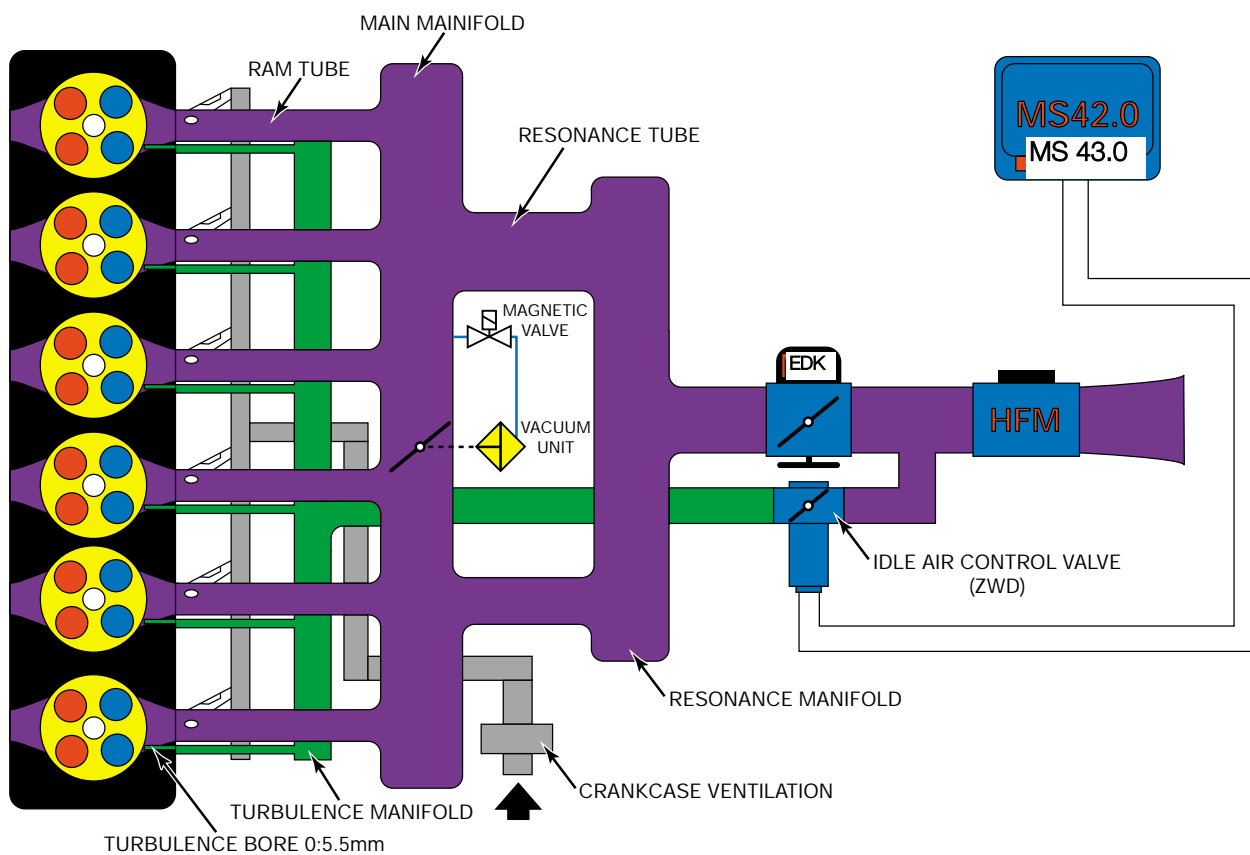 MAIN MAINIFOLD
RAM TUBE
RESONANCE TUBE
MS42.0
MS 43.0
MAGNETIC
VALVE
EDK
HFM
VACUUM
UNIT
IDLE AIR CONTROL VALVE
(ZWD)
RESONANCE MANIFOLD
CRANKCASE VENTILATION
TURBULENCE MANIFOLD
TURBULENCE BORE 0:5.5mm